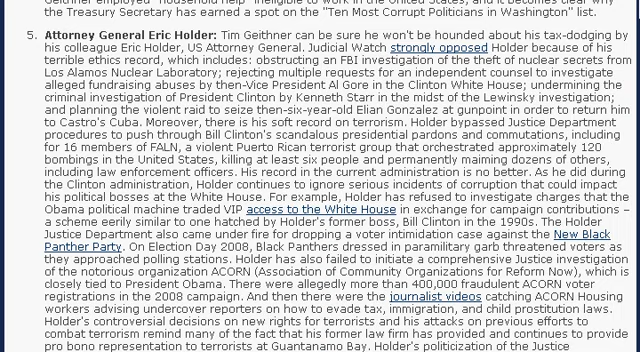 Geithner employed "household help" ineligible to work in the United States, and it becomes clear why
the Treasury Secretary has earned a spot on the "Ten Most Corrupt Politicians in Washington" list.
5. Attorney General Eric Holder: Tim Geithner can be sure he won't be hounded about his tax-dodging by
his colleague Eric Holder, US Attorney General. Judicial Watch strongly opposed Holder because of his
terrible ethics record, which includes: obstructing an FBI investigation of the theft of nuclear secrets from
Los Alamos Nuclear Laboratory; rejecting multiple requests for an independent counsel to investigate
alleged fundraising abuses by then-Vice President Al Gore in the Clinton White House; undermining the
criminal investigation of President Clinton by Kenneth Starr in the midst of the Lewinsky investigation;
and planning the violent raid to seize then-six-year-old Elian Gonzalez at gunpoint in order to return him
to Castro's Cuba. Moreover, there is his soft record on terrorism. Holder bypassed Justice Department
procedures to push through Bill Clinton's scandalous presidential pardons and commutations, including
for 16 members of FALN, a violent Puerto Rican terrorist group that orchestrated approximately 120
bombings in the United States, killing at least six people and permanently maiming dozens of others,
including law enforcement officers. His record in the current administration is no better. As he did during
the Clinton administration, Holder continues to ignore serious incidents of corruption that could impact
his political bosses at the White House. For example, Holder has refused to investigate charges that the
Obama political machine traded VIP access to the White House in exchange for campaign contributions –
a scheme eerily similar to one hatched by Holder's former boss, Bill Clinton in the 1990s. The Holder
Justice Department also came under fire for dropping a voter intimidation case against the New Black
Panther Party. On Election Day 2008, Black Panthers dressed in paramilitary garb threatened voters as
they approached polling stations. Holder has also failed to initiate a comprehensive Justice investigation
of the notorious organization ACORN (Association of Community Organizations for Reform Now), which is
closely tied to President Obama. There were allegedly more than 400,000 fraudulent ACORN voter
registrations in the 2008 campaign. And then there were the journalist videos catching ACORN Housing
workers advising undercover reporters on how to evade tax, immigration, and child prostitution laws.
Holder's controversial decisions on new rights for terrorists and his attacks on previous efforts to
combat terrorism remind many of the fact that his former law firm has provided and continues to provide
pro bono representation to terrorists at Guantanamo Bay. Holder's politicization of the Justice